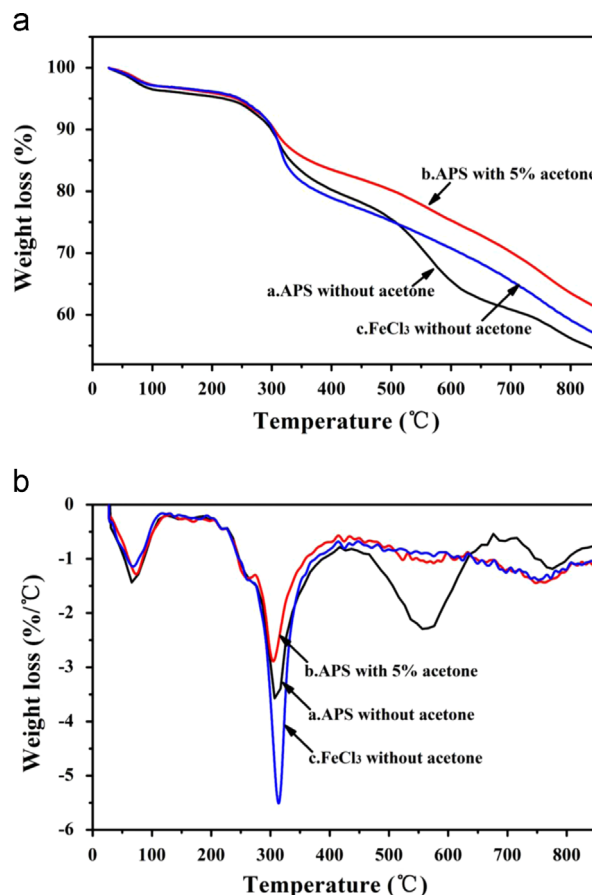 a
100
90
80
70
60
Weight loss (%)
b.APS with 5% acetone
a.APS without acetone
c.FeCl₃ without acetone
0 100 200 300 400 500 600 700 800
Temperature (℃)
b
0
-1
-2
-3
-4
-5
-6
Weight loss (%/℃)
b.APS with 5% acetone
a.APS without acetone
c.FeCl₃ without acetone
0 100 200 300 400 500 600 700 800
Temperature (℃)